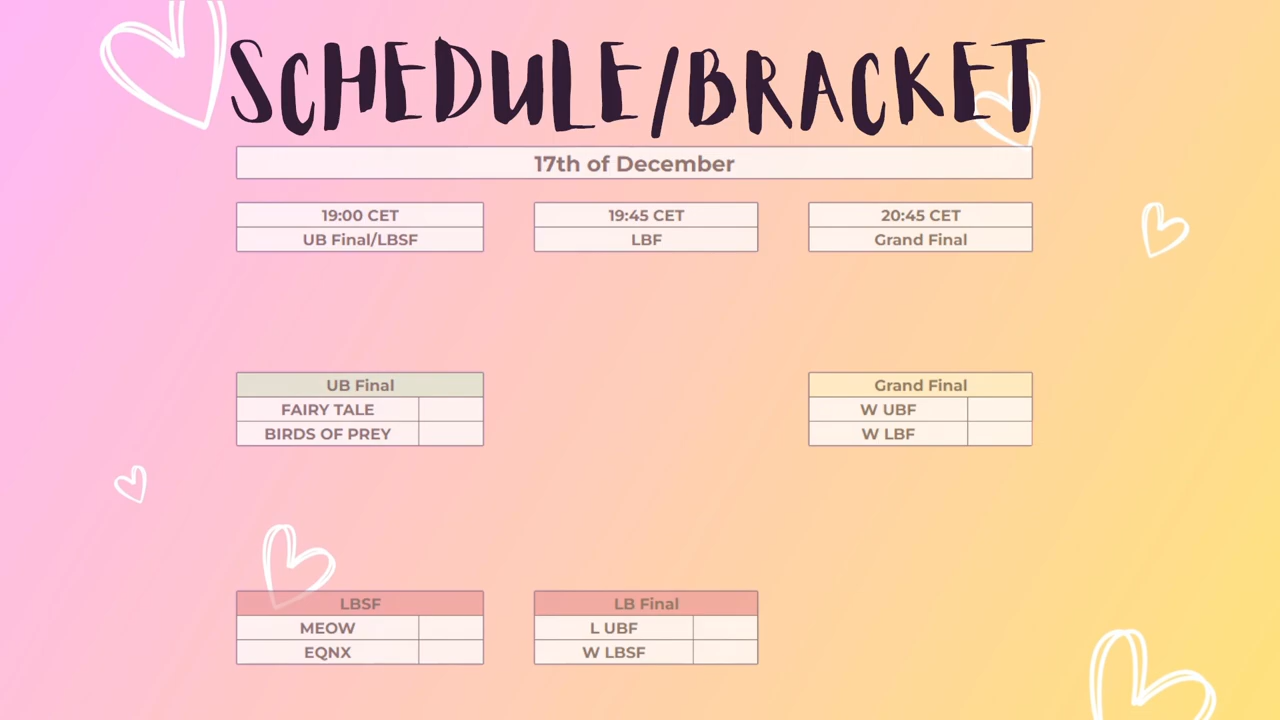 SCHEDULE/BRACKET
17th of December
19:00 CET
UB Final/LBSF
19:45 CET
LBF
20:45 CET
Grand Final
UB Final
FAIRY TALE
BIRDS OF PREY
Grand Final
W UBF
W LBF
LBSF
MEOW
EQNX
LB Final
L UBF
W LBSF